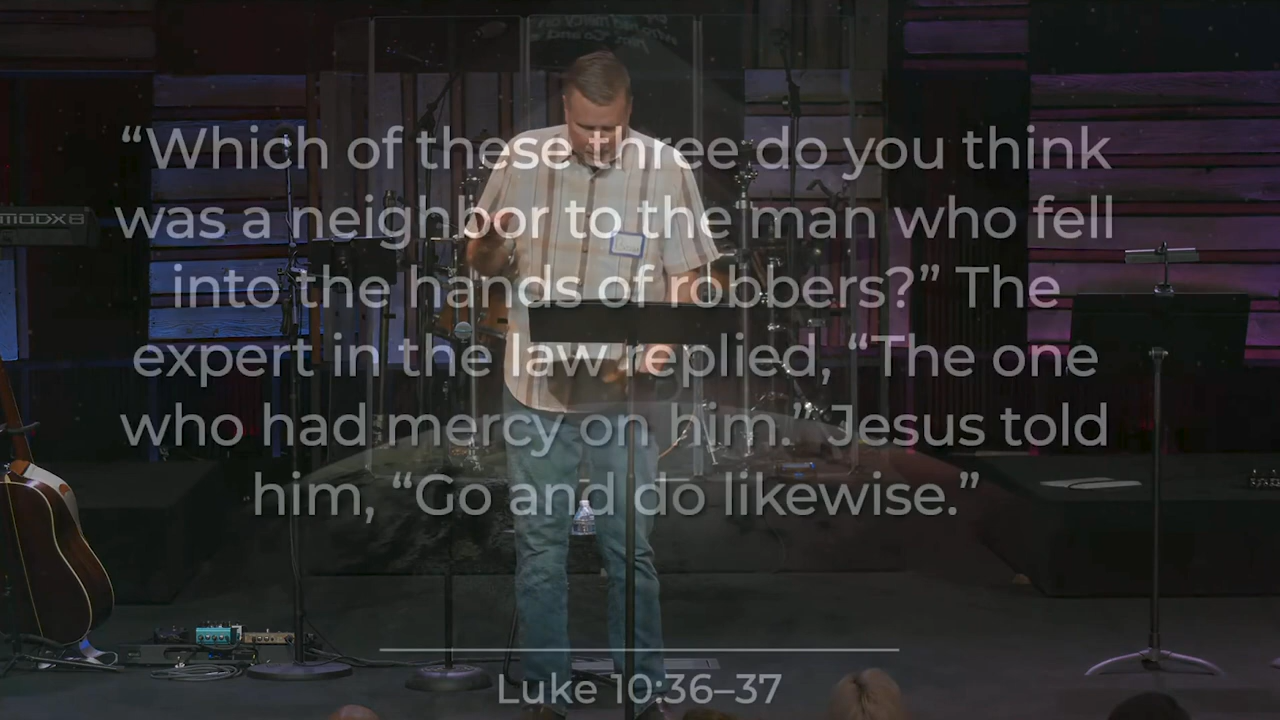 “Which of these three do you think
was a neighbor to the man who fell
into the hands of robbers?” The
expert in the law replied, “The one
who had mercy on him.” Jesus told
him, “Go and do likewise.”
Luke 10:36–37
MODX8